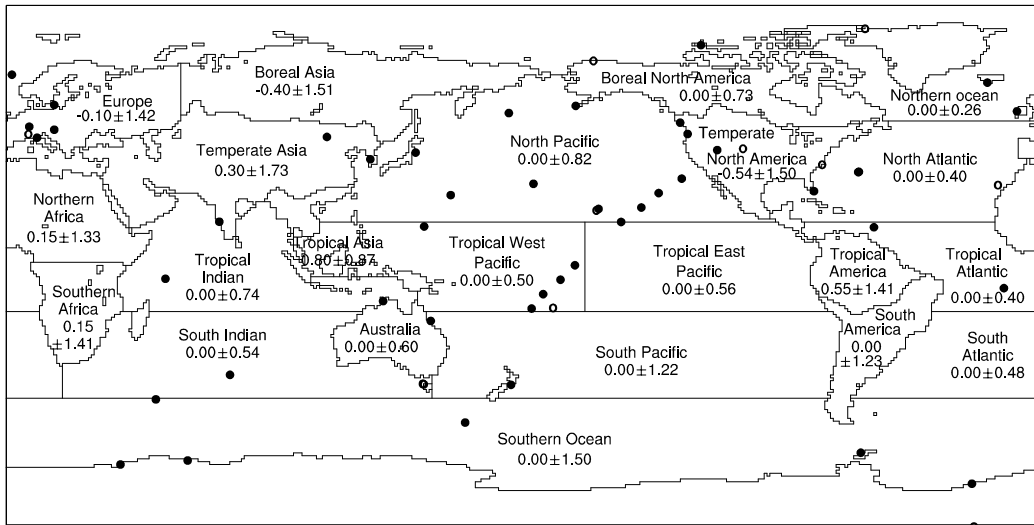 Boreal Asia
-0.40±1.51
Europe
-0.10±1.42
Boreal North America
0.00±0.73
Northern ocean
0.00±0.26
Temperate Asia
0.30±1.73
North Pacific
0.00±0.82
Temperate
North America
-0.54±1.50
North Atlantic
0.00±0.40
Northern
Africa
0.15±1.33
Tropical
Indian
0.00±0.74
Tropical Asia
0.80±0.87
Tropical West
Pacific
0.00±0.50
Tropical East
Pacific
0.00±0.56
Tropical
America
0.55±1.41
Tropical
Atlantic
0.00±0.40
Southern
Africa
0.15
±1.41
South Indian
0.00±0.54
Australia
0.00±0.60
South Pacific
0.00±1.22
South
America
0.00
±1.23
South
Atlantic
0.00±0.48
Southern Ocean
0.00±1.50